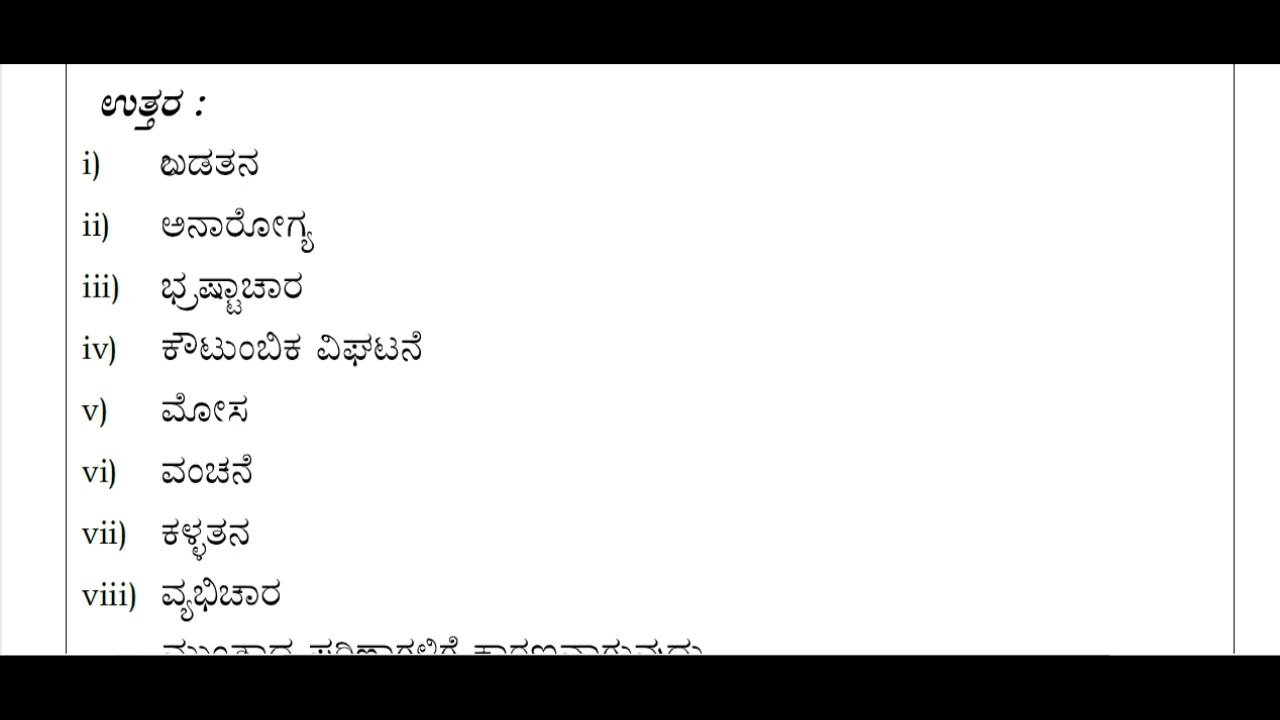 ಉತ್ತರ :
i) ಬಡತನ
ii) ಅನಾರೋಗ್ಯ
iii) ಭ್ರಷ್ಟಾಚಾರ
iv) ಕೌಟುಂಬಿಕ ವಿಘಟನೆ
v) ಮೋಸ
vi) ವಂಚನೆ
vii) ಕಳ್ಳತನ
viii) ವ್ಯಭಿಚಾರ